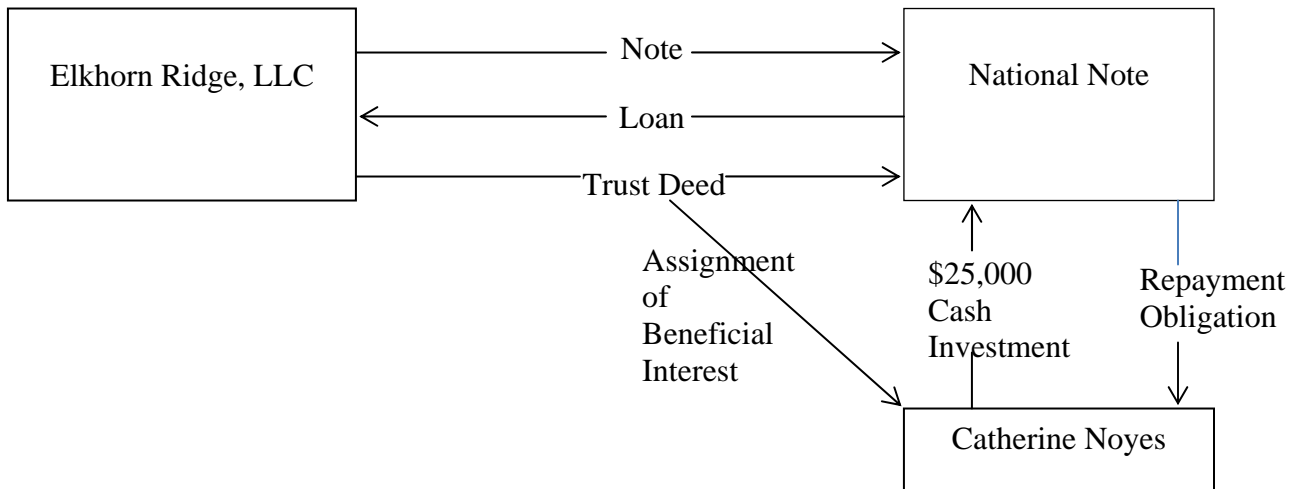 Elkhorn Ridge, LLC
Note
National Note
Loan
Trust Deed
Assignment
of
Beneficial
Interest
$25,000
Cash
Investment
Repayment
Obligation
Catherine Noyes